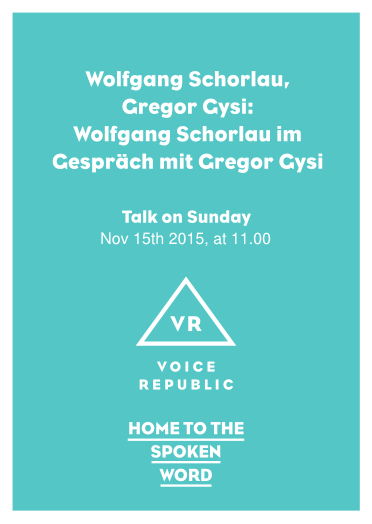 Wolfgang Schorlau,
Gregor Gysi:
Wolfgang Schorlau im
Gespräch mit Gregor Gysi
Talk on Sunday
Nov 15th 2015, at 11.00
VR
VOICE
REPUBLIC
HOME TO THE
SPOKEN
WORD